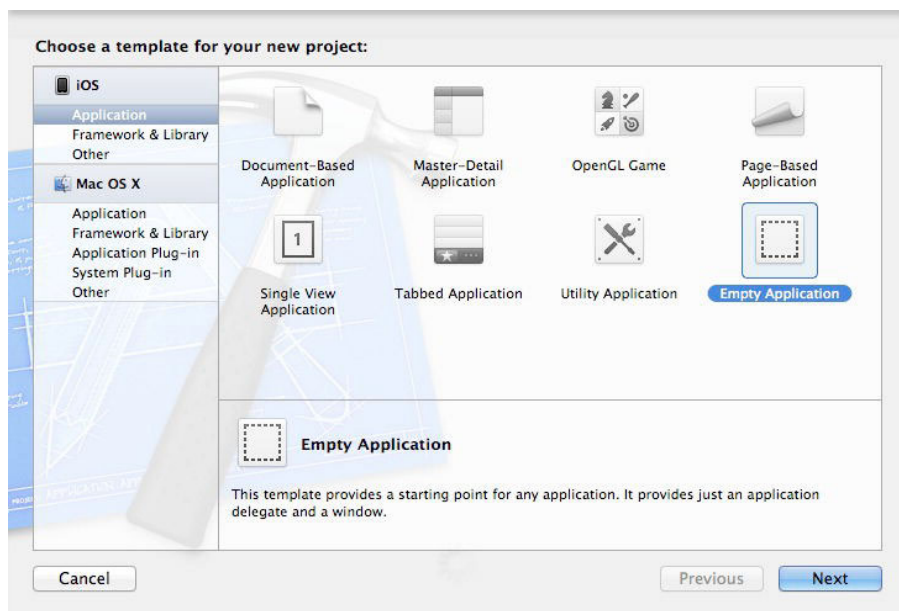 Choose a template for your new project:
iOS
Application
Framework & Library
Other
Mac OS X
Application
Framework & Library
Application Plug-in
System Plug-in
Other
Document-Based
Application
Master-Detail
Application
OpenGL Game
Page-Based
Application
1
Single View
Application
Tabbed Application
Utility Application
Empty Application
Empty Application
This template provides a starting point for any application. It provides just an application
delegate and a window.
Cancel
Previous
Next